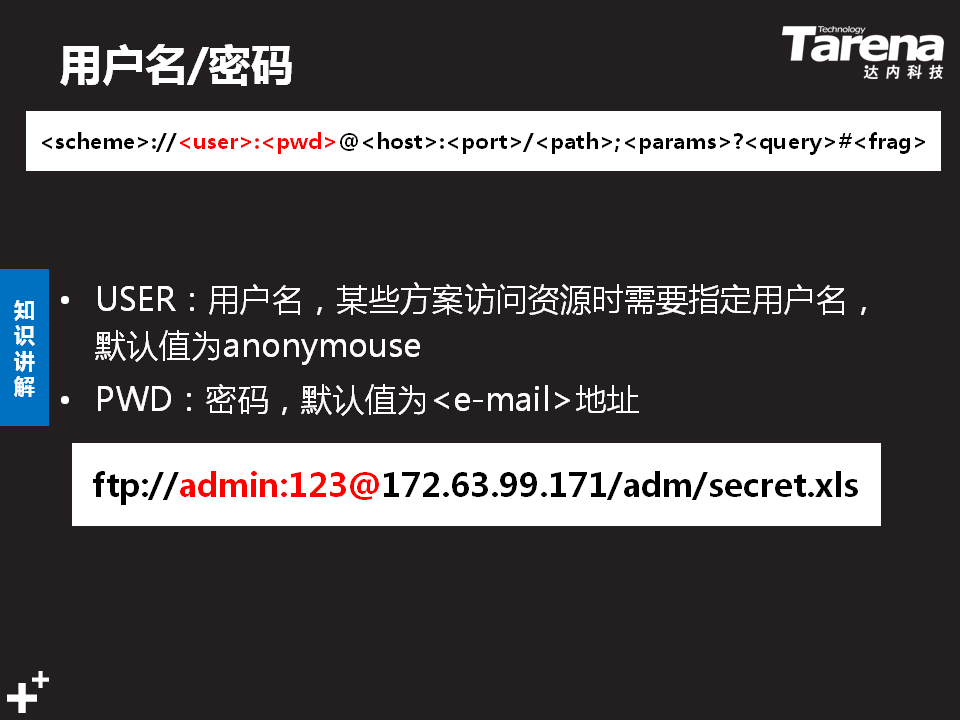 用户名/密码
Technology
Tarena
达内科技
<scheme>://<user>:<pwd>@<host>:<port>/<path>;<params>?<query>#<frag>
知识讲解
• USER：用户名，某些方案访问资源时需要指定用户名，
默认值为anonymouse
• PWD：密码，默认值为<e-mail>地址
ftp://admin:123@172.63.99.171/adm/secret.xls